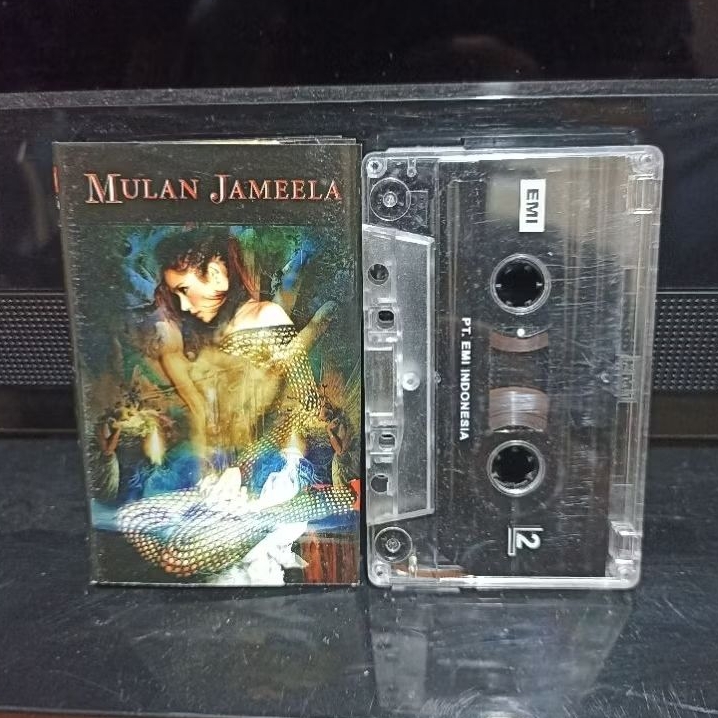 MULAN JAMEELA
EMI
PT. EMI INDONESIA
2